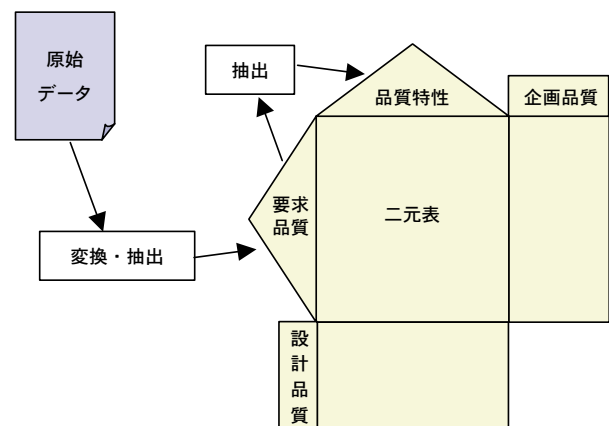 原始
データ
抽出
品質特性
企画品質
要求
品質
二元表
変換・抽出
設
計
品
質